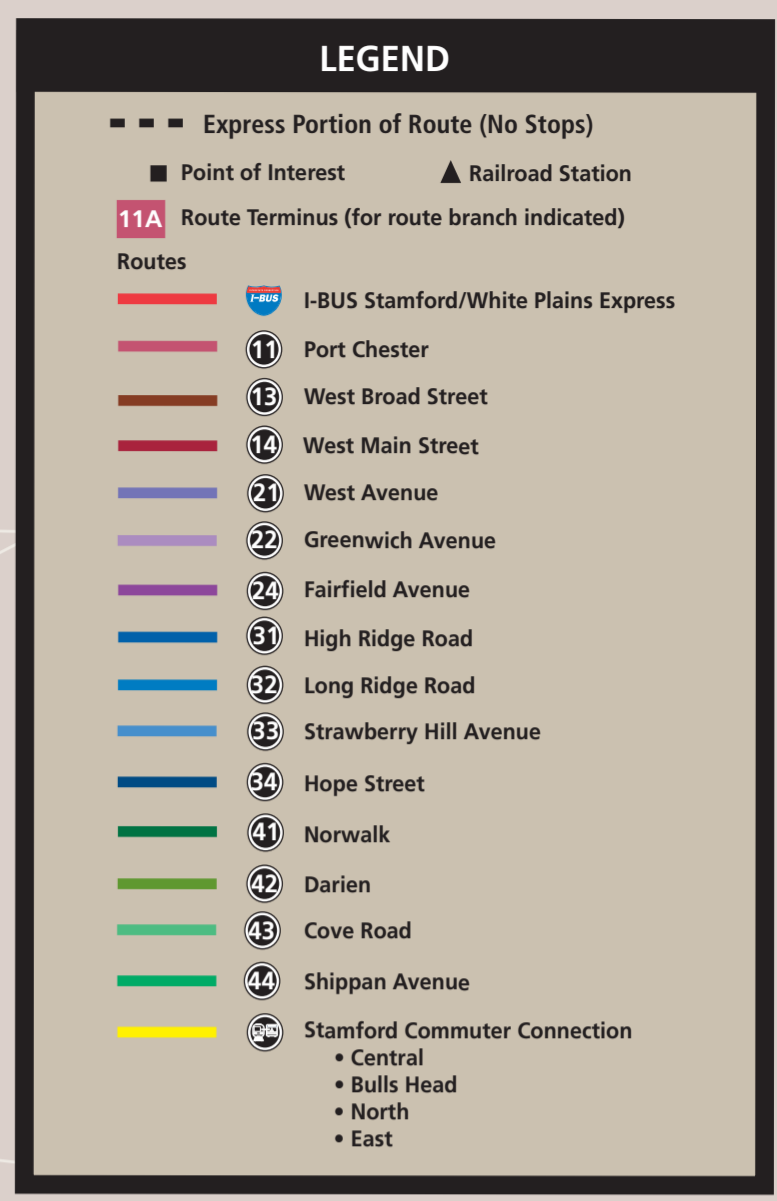 LEGEND
Express Portion of Route (No Stops)
Point of Interest
Railroad Station
11A Route Terminus (for route branch indicated)
Routes
I-BUS I-BUS Stamford/White Plains Express
11 Port Chester
13 West Broad Street
14 West Main Street
21 West Avenue
22 Greenwich Avenue
24 Fairfield Avenue
31 High Ridge Road
32 Long Ridge Road
33 Strawberry Hill Avenue
34 Hope Street
41 Norwalk
42 Darien
43 Cove Road
44 Shippan Avenue
Stamford Commuter Connection
• Central
• Bulls Head
• North
• East